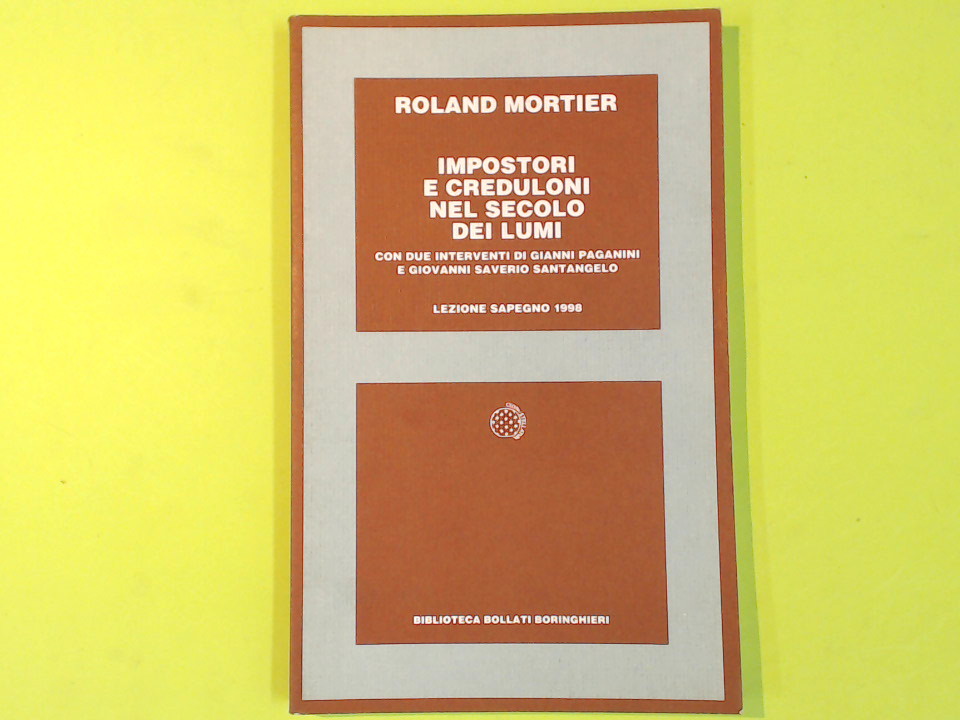 ROLAND MORTIER
IMPOSTORI
E CREDULONI
NEL SECOLO
DEI LUMI
CON DUE INTERVENTI DI GIANNI PAGANINI
E GIOVANNI SAVERIO SANTANGELO
LEZIONE SAPEGNO 1998
BIBLIOTECA BOLLATI BORINGHIERI